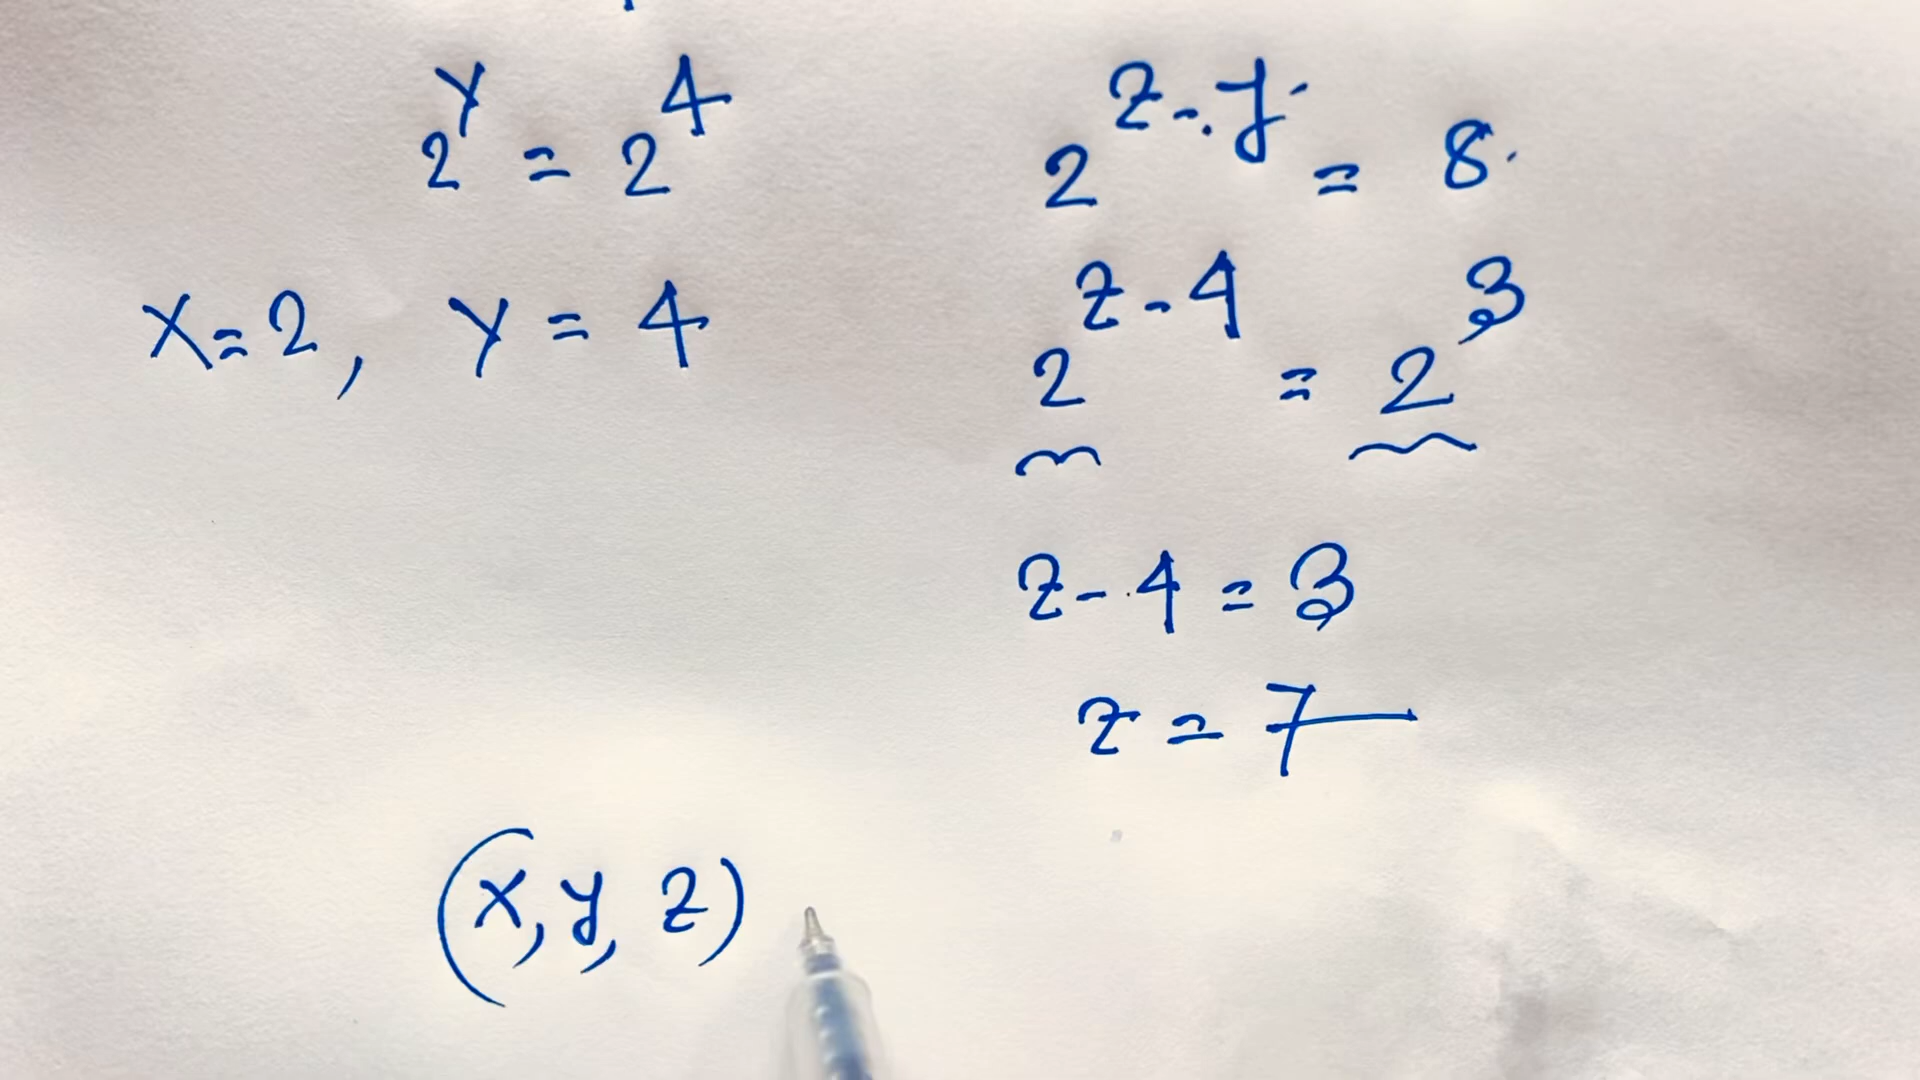 2^y = 2^4
x=2, y = 4
2^(z-y) = 8
2^(z-4) = 2^3
z-4=3
z=7
(x, y, z)